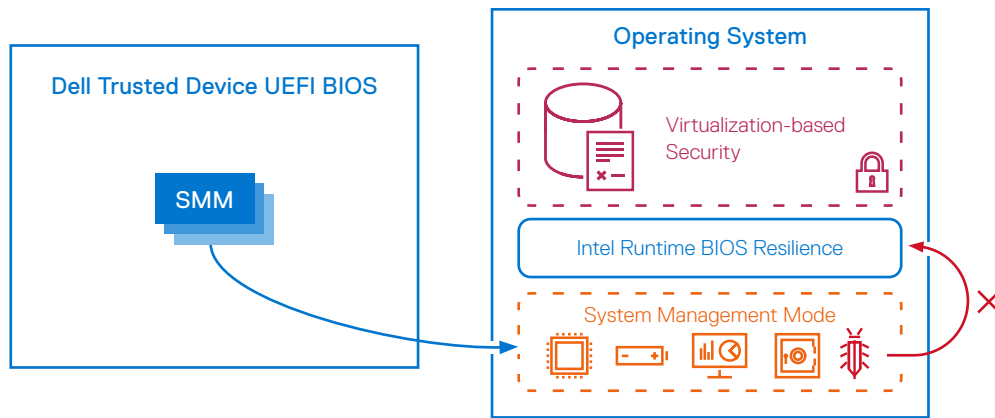 Dell Trusted Device UEFI BIOS
SMM
Operating System
Virtualization-based
Security
Intel Runtime BIOS Resilience
System Management Mode